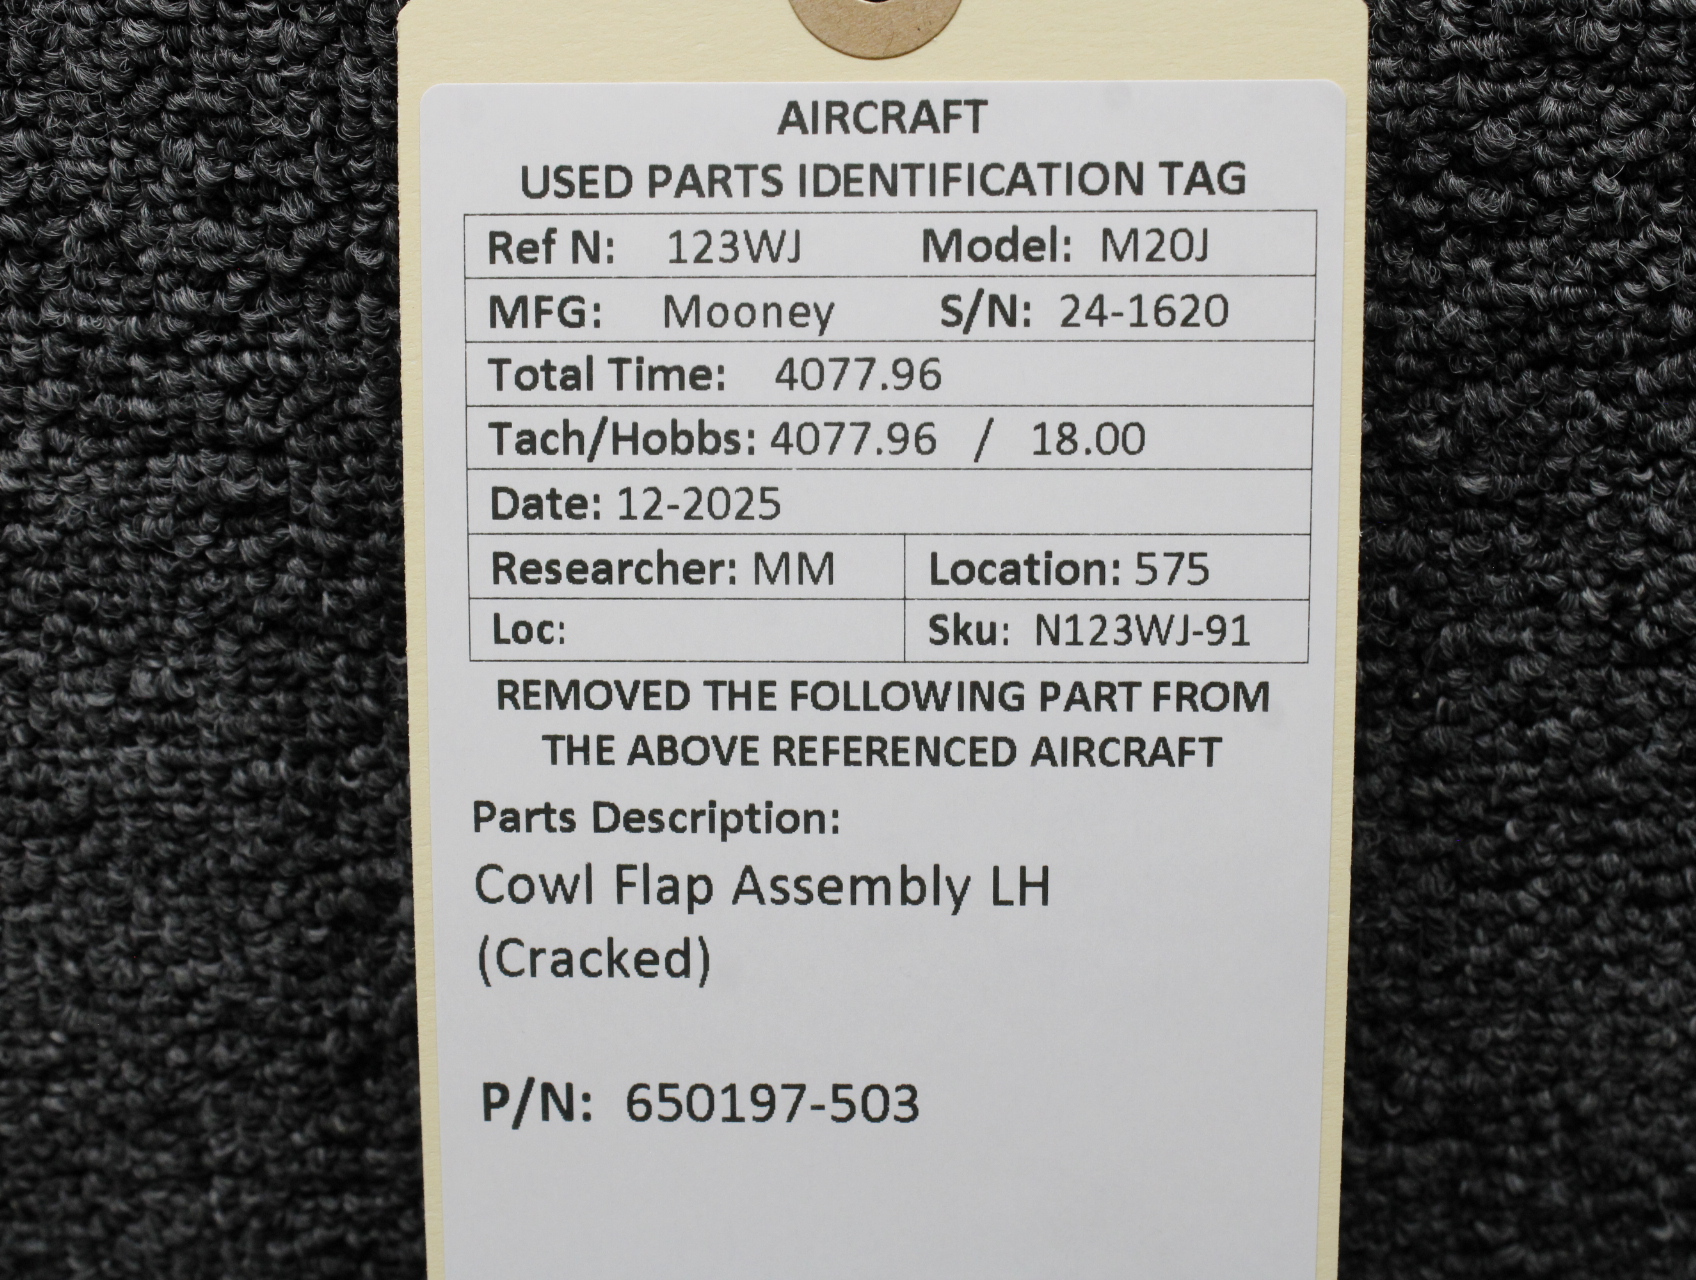 AIRCRAFT
USED PARTS IDENTIFICATION TAG
Ref N: 123WJ Model: M20J
MFG: Mooney S/N: 24-1620
Total Time: 4077.96
Tach/Hobbs: 4077.96 / 18.00
Date: 12-2025
Researcher: MM Location: 575
Loc: Sku: N123WJ-91
REMOVED THE FOLLOWING PART FROM
THE ABOVE REFERENCED AIRCRAFT
Parts Description:
Cowl Flap Assembly LH
(Cracked)
P/N: 650197-503